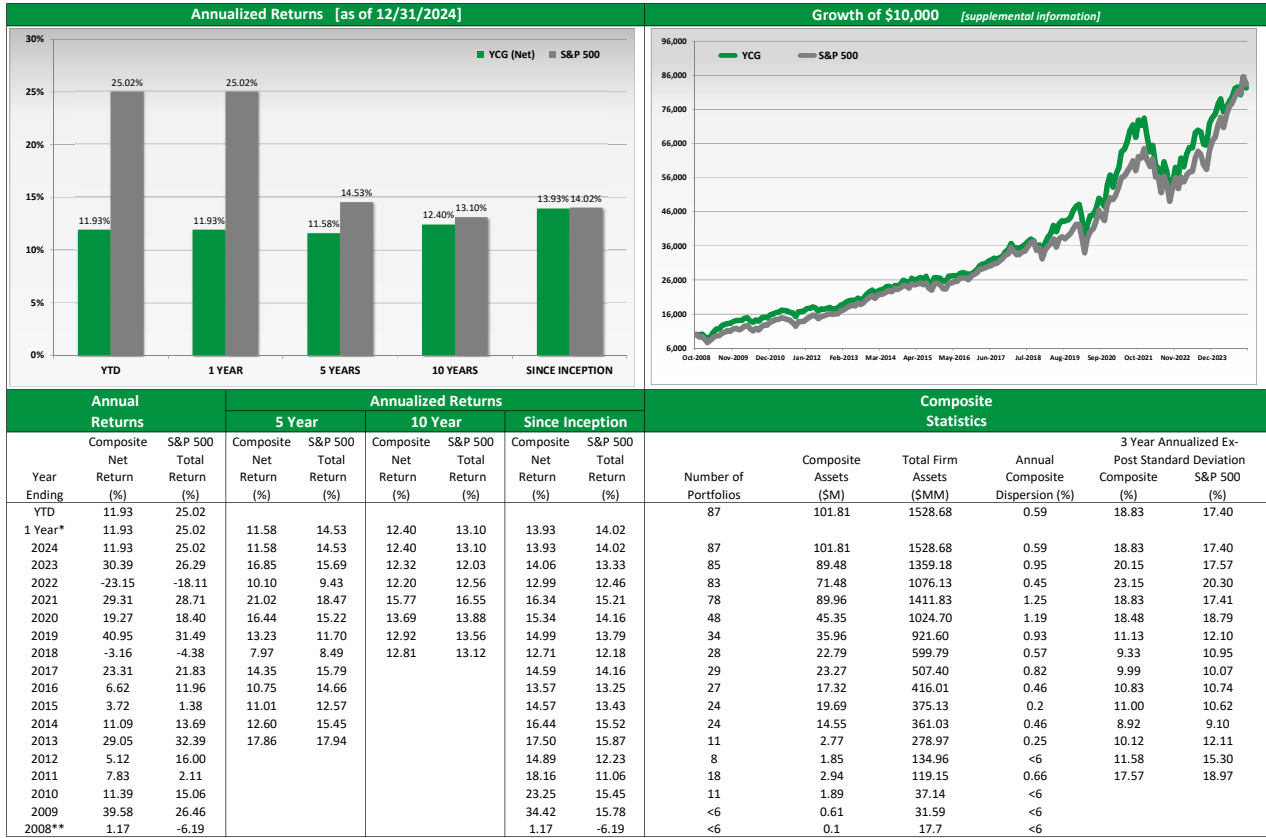 Annualized Returns [as of 12/31/2024]
30%
25%
20%
15%
10%
5%
0%
YCG (Net) S&P 500
11.93% 25.02%
11.93% 25.02%
11.58% 14.53%
12.40% 13.10%
13.93% 14.02%
YTD 1 YEAR 5 YEARS 10 YEARS SINCE INCEPTION
Growth of $10,000 [supplemental information]
YCG S&P 500
96,000
86,000
76,000
66,000
56,000
46,000
36,000
26,000
16,000
6,000
Oct-2008 Nov-2009 Dec-2010 Jan-2012 Feb-2013 Mar-2014 Apr-2015 May-2016 Jun-2017 Jul-2018 Aug-2019 Sep-2020 Oct-2021 Nov-2022 Dec-2023
Annual Annualized Returns Composite
Returns 5 Year 10 Year Since Inception Statistics
Composite S&P 500 Composite S&P 500 Composite S&P 500 Composite S&P 500 3 Year Annualized Ex-
Net Total Net Total Net Total Net Total Composite Total Firm Annual Post Standard Deviation
Year Return Return Return Return Return Return Return Return Number of Assets Assets Composite Composite S&P 500
Ending (%) (%) (%) (%) (%) (%) (%) (%) Portfolios ($M) ($MM) Dispersion (%) (%) (%)
YTD 11.93 25.02 87 101.81 1528.68 0.59 18.83 17.40
1 Year* 11.93 25.02 11.58 14.53 12.40 13.10 13.93 14.02
2024 11.93 25.02 11.58 14.53 12.40 13.10 13.93 14.02 87 101.81 1528.68 0.59 18.83 17.40
2023 30.39 26.29 16.85 15.69 12.32 12.03 14.06 13.33 85 89.48 1359.18 0.95 20.15 17.57
2022 -23.15 -18.11 10.10 9.43 12.20 12.56 12.99 12.46 83 71.48 1076.13 0.45 23.15 20.30
2021 29.31 28.71 21.02 18.47 15.77 16.55 16.34 15.21 78 89.96 1411.83 1.25 18.83 17.41
2020 19.27 18.40 16.44 15.22 13.69 13.88 15.34 14.16 48 45.35 1024.70 1.19 18.48 18.79
2019 40.95 31.49 13.23 11.70 12.92 13.56 14.99 13.79 34 35.96 921.60 0.93 11.13 12.10
2018 -3.16 -4.38 7.97 8.49 12.81 13.12 12.71 12.18 28 22.79 599.79 0.57 9.33 10.95
2017 23.31 21.83 14.35 15.79 14.59 14.16 29 23.27 507.40 0.82 9.99 10.07
2016 6.62 11.96 10.75 14.66 13.57 13.25 27 17.32 416.01 0.46 10.83 10.74
2015 3.72 1.38 11.01 12.57 14.57 13.43 24 19.69 375.13 0.2 11.00 10.62
2014 11.09 13.69 12.60 15.45 16.44 15.52 24 14.55 361.03 0.46 8.92 9.10
2013 29.05 32.39 17.86 17.94 17.50 15.87 11 2.77 278.97 0.25 10.12 12.11
2012 5.12 16.00 14.89 12.23 8 1.85 134.96 <6 11.58 15.30
2011 7.83 2.11 18.16 11.06 18 2.94 119.15 0.66 17.57 18.97
2010 11.39 15.06 23.25 15.45 11 1.89 37.14 <6
2009 39.58 26.46 34.42 15.78 <6 0.61 31.59 <6
2008** 1.17 -6.19 1.17 -6.19 <6 0.1 17.7 <6